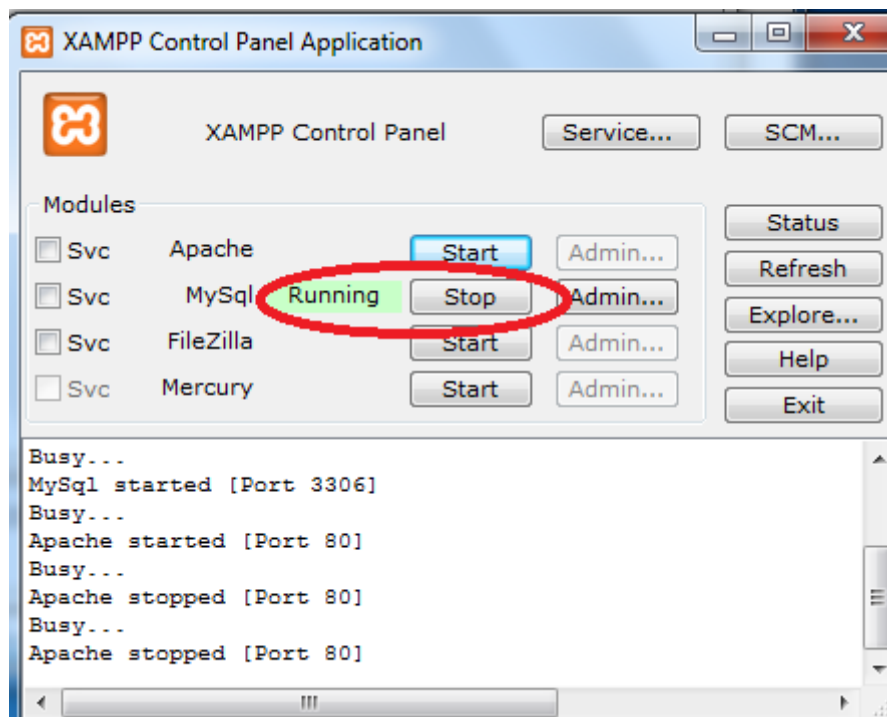 XAMPP Control Panel Application
XAMPP Control Panel Service... SCM...
Modules
Svc Apache Start Admin...
Svc MySql Running Stop Admin...
Svc FileZilla Start Admin...
Svc Mercury Start Admin...
Status
Refresh
Explore...
Help
Exit
Busy...
MySql started [Port 3306]
Busy...
Apache started [Port 80]
Busy...
Apache stopped [Port 80]
Busy...
Apache stopped [Port 80]